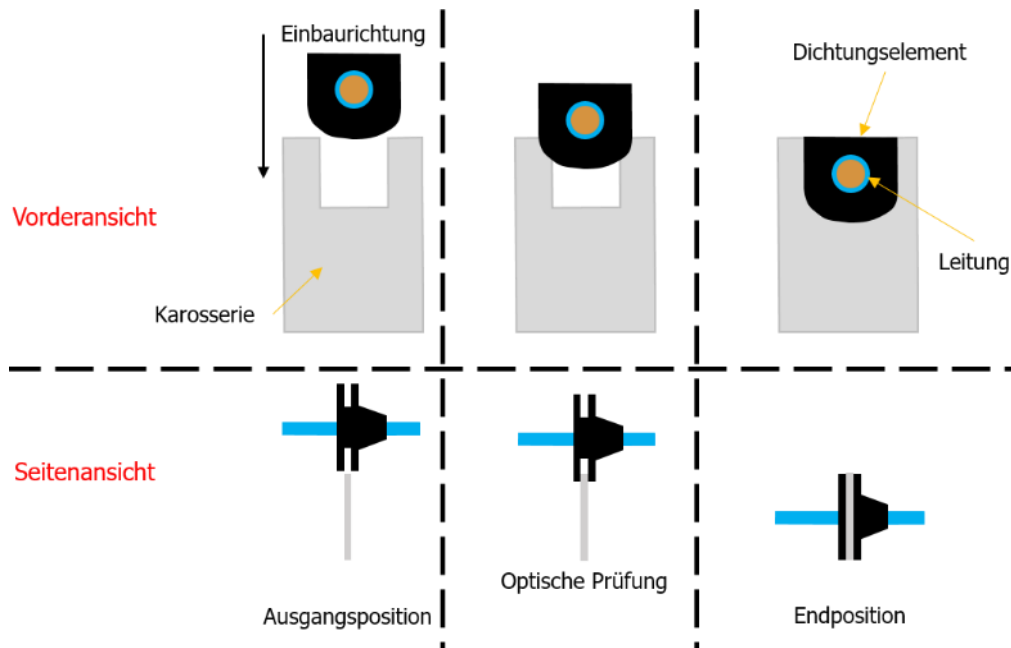 Einbaurichtung
Dichtungselement
Vorderansicht
Leitung
Karosserie
Seitenansicht
Optische Prüfung
Ausgangsposition
Endposition